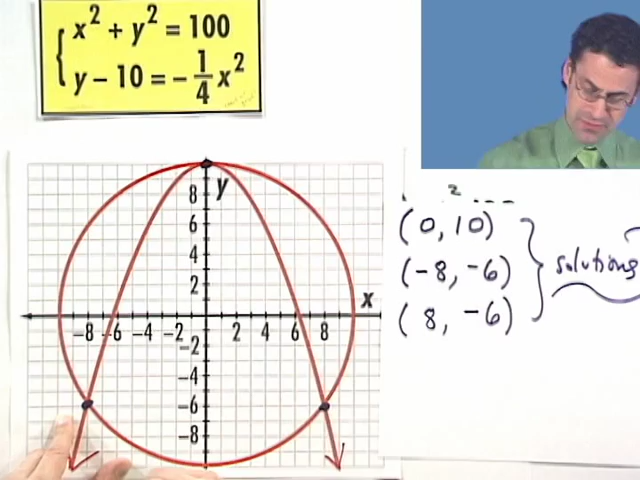 x² + y² = 100
y − 10 = −1/4 x²
(0, 10)
(-8, -6)
(8, -6)
solutions
y
x
8
6
4
2
−8 −6 −4 −2 2 4 6 8
−2
−4
−6
−8